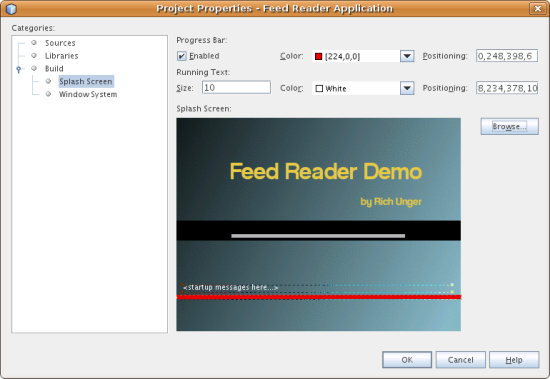 Project Properties - Feed Reader Application
Categories:
Sources
Libraries
Build
Splash Screen
Window System
Progress Bar:
Enabled
Color: [224,0,0]
Positioning: 0,248,398,6
Running Text:
Size: 10
Color: White
Positioning: 8,234,378,10
Splash Screen:
Browse...
Feed Reader Demo
by Rich Unger
<startup messages here...>
OK
Cancel
Help